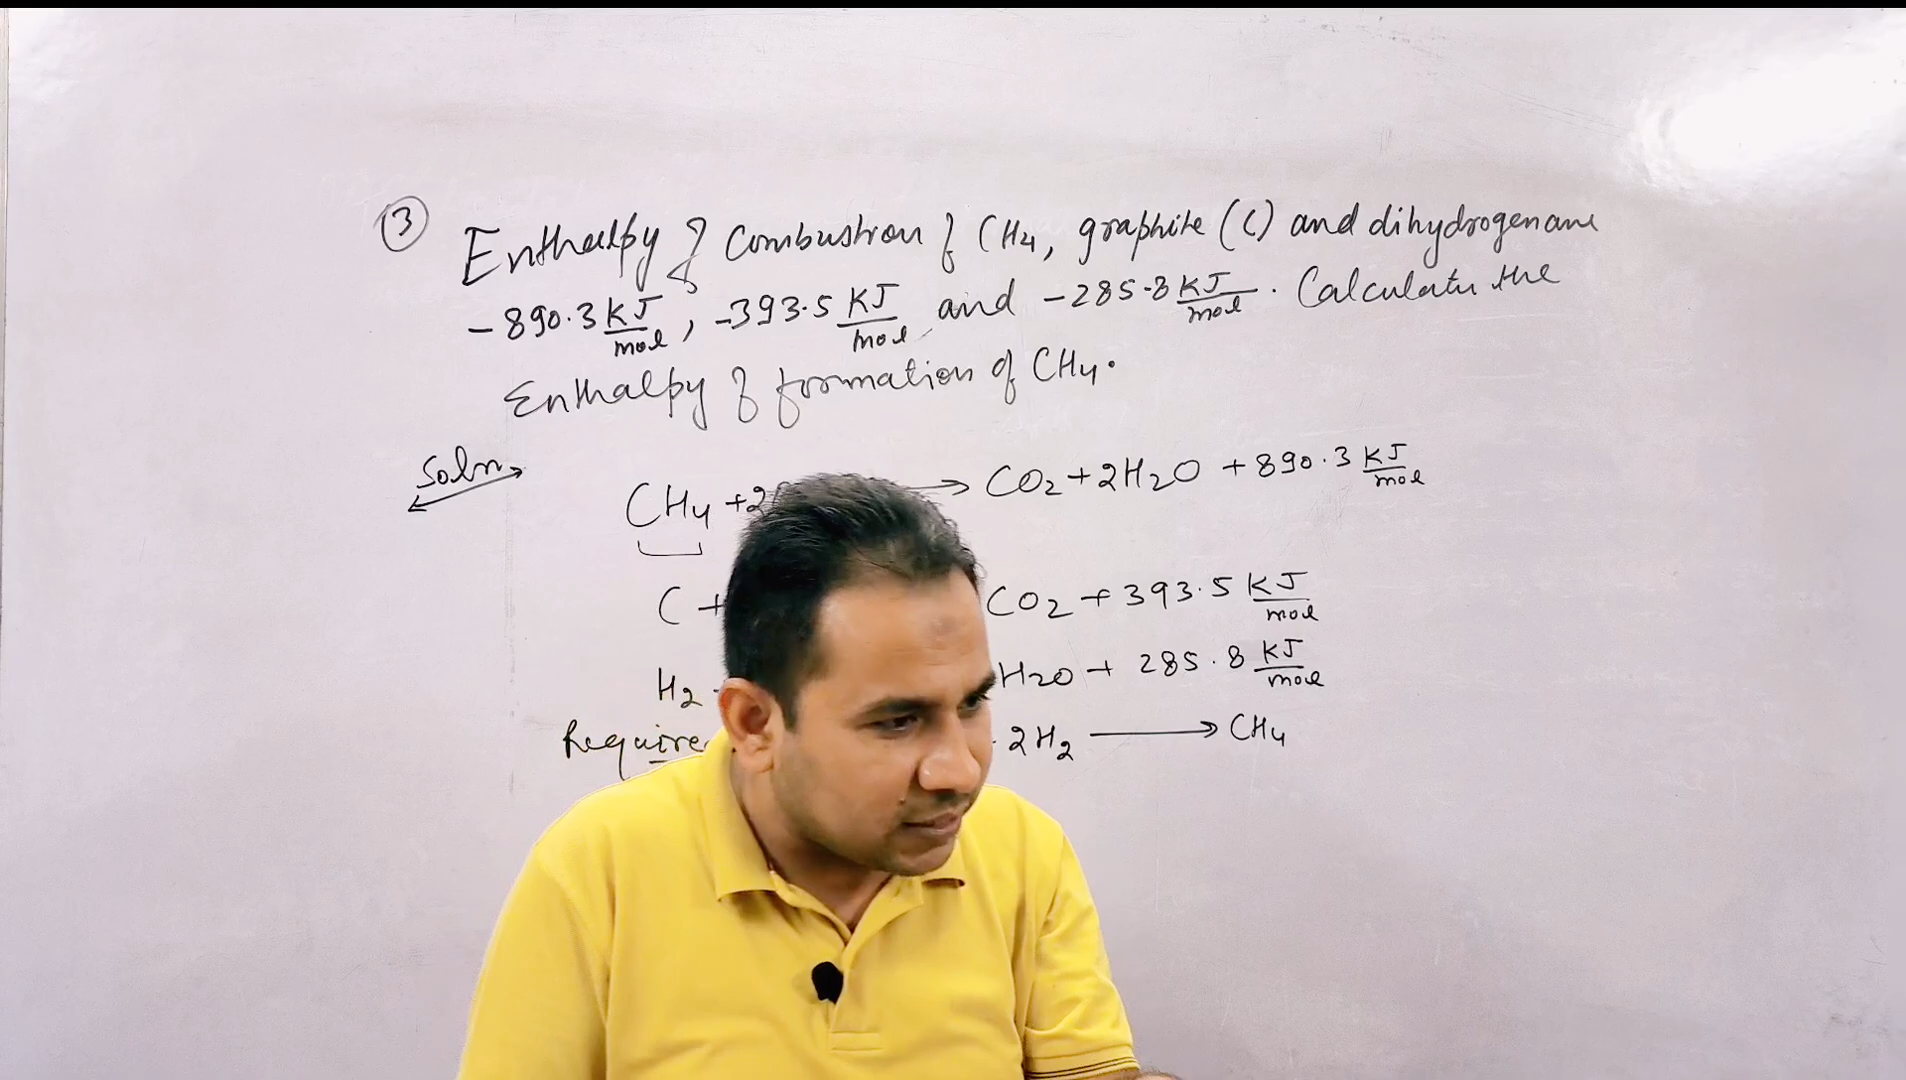 3 Enthalpy of combustion of CH4, graphite (C) and dihydrogen are
-890.3 KJ/mol, -393.5 KJ/mol and -285.8 KJ/mol. Calculate the
Enthalpy of formation of CH4.
Soln
CH4 +2 → CO2 + 2H2O + 890.3 KJ/mol
C + CO2 + 393.5 KJ/mol
H2 H2O + 285.8 KJ/mol
Require 2H2 → CH4